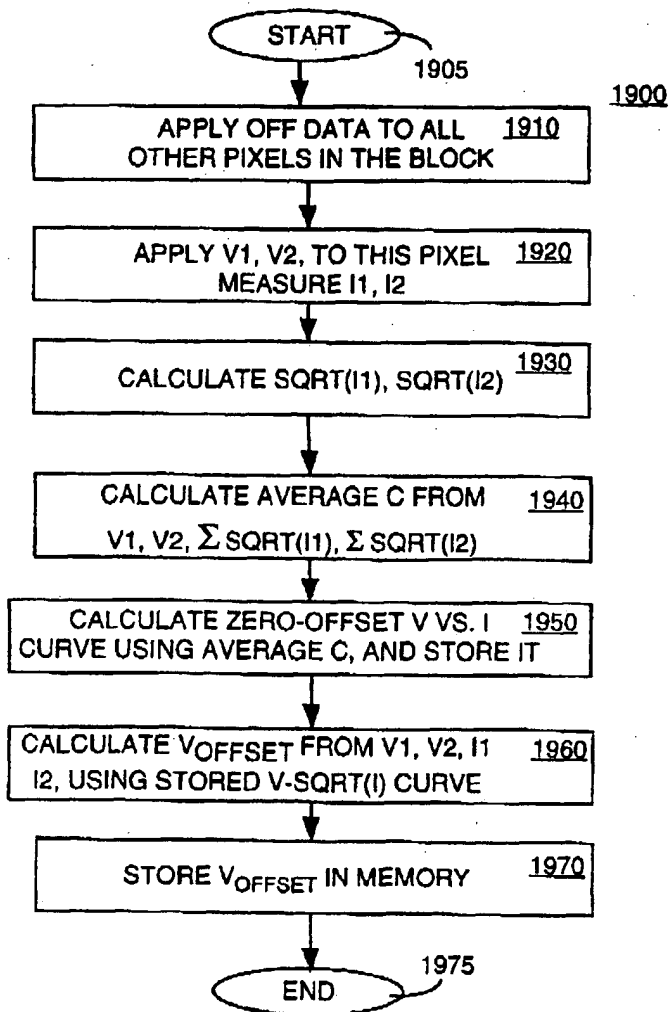 START
1905
1900
APPLY OFF DATA TO ALL 1910
OTHER PIXELS IN THE BLOCK
APPLY V1, V2, TO THIS PIXEL 1920
MEASURE I1, I2
1930
CALCULATE SQRT(I1), SQRT(I2)
CALCULATE AVERAGE C FROM 1940
V1, V2, Σ SQRT(I1), Σ SQRT(I2)
CALCULATE ZERO-OFFSET V VS. I 1950
CURVE USING AVERAGE C, AND STORE IT
CALCULATE VOFFSET FROM V1, V2, I1 1960
I2, USING STORED V-SQRT(I) CURVE
1970
STORE VOFFSET IN MEMORY
1975
END